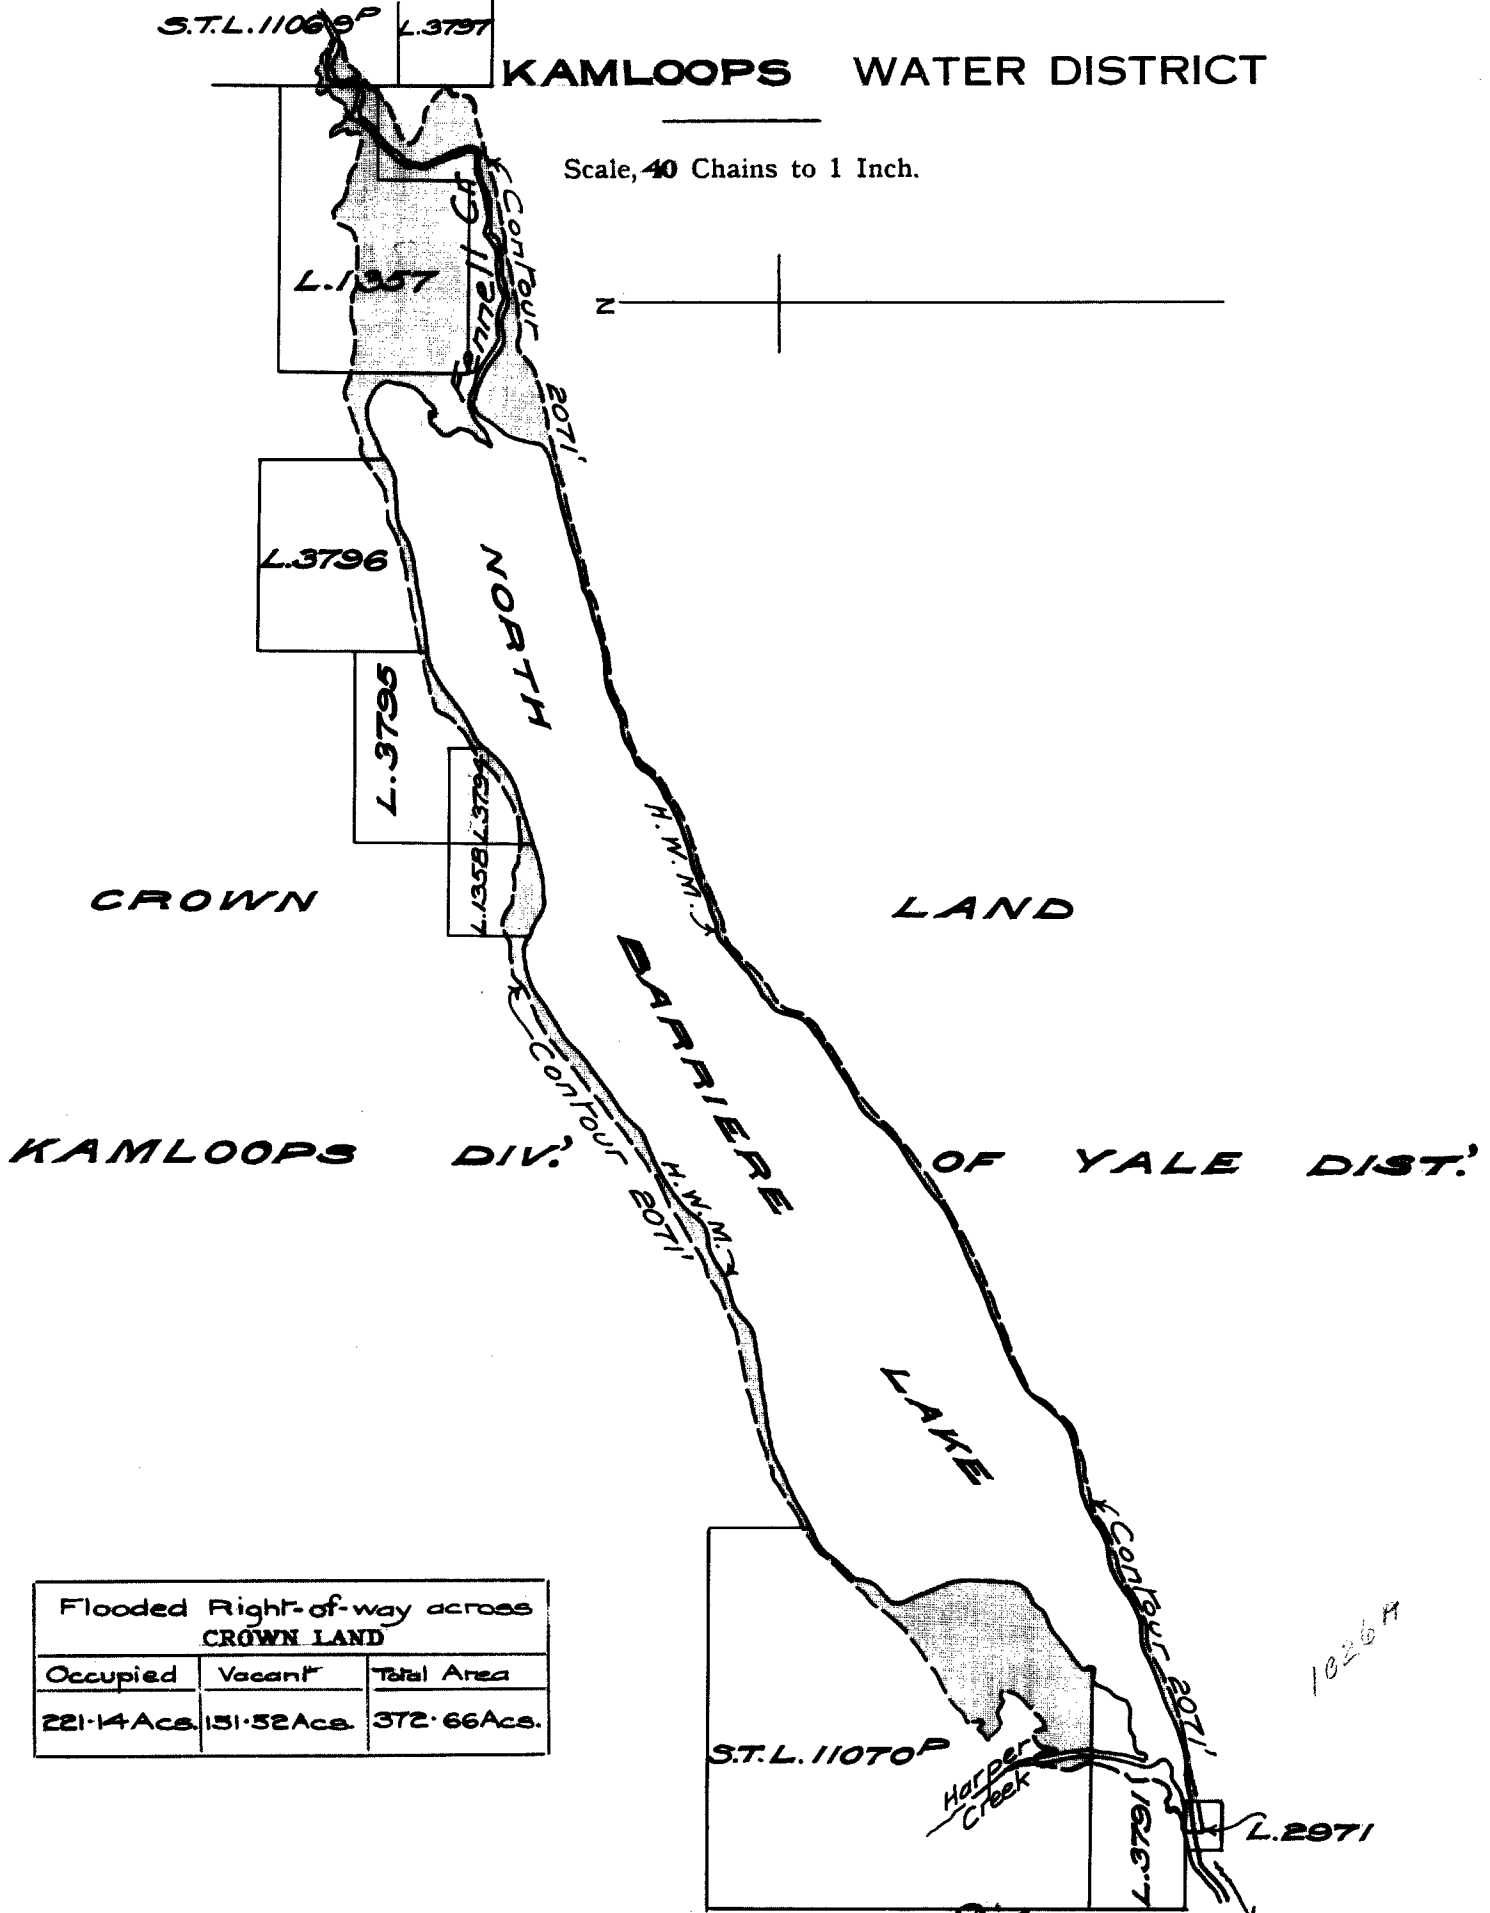 S.T.L. 11069P
L.3797
KAMLOOPS WATER DISTRICT
Scale, 40 Chains to 1 Inch.
Fennell Cr.
Contour 2071'
L.1357
N
L.3796
NORTH
L.3795
L.3794
L.1358
H.W.M.
CROWN LAND
BARRIERE
Contour 2071'
KAMLOOPS DIV.' OF YALE DIST.'
H.W.M.
LAKE
Contour 2071'
Flooded Right-of-way across
CROWN LAND
Occupied Vacant Total Area
221.14 Acs. 151.52 Acs. 372.66 Acs.
1026 H
S.T.L. 11070P
Harper
Creek
L.3791
L.2971